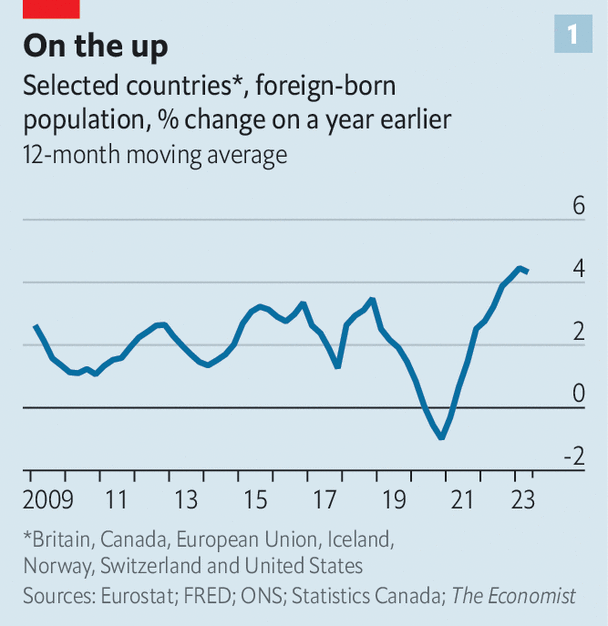 1
On the up
Selected countries*, foreign-born
population, % change on a year earlier
12-month moving average
6
4
2
0
-2
2009 11 13 15 17 19 21 23
*Britain, Canada, European Union, Iceland,
Norway, Switzerland and United States
Sources: Eurostat; FRED; ONS; Statistics Canada; The Economist